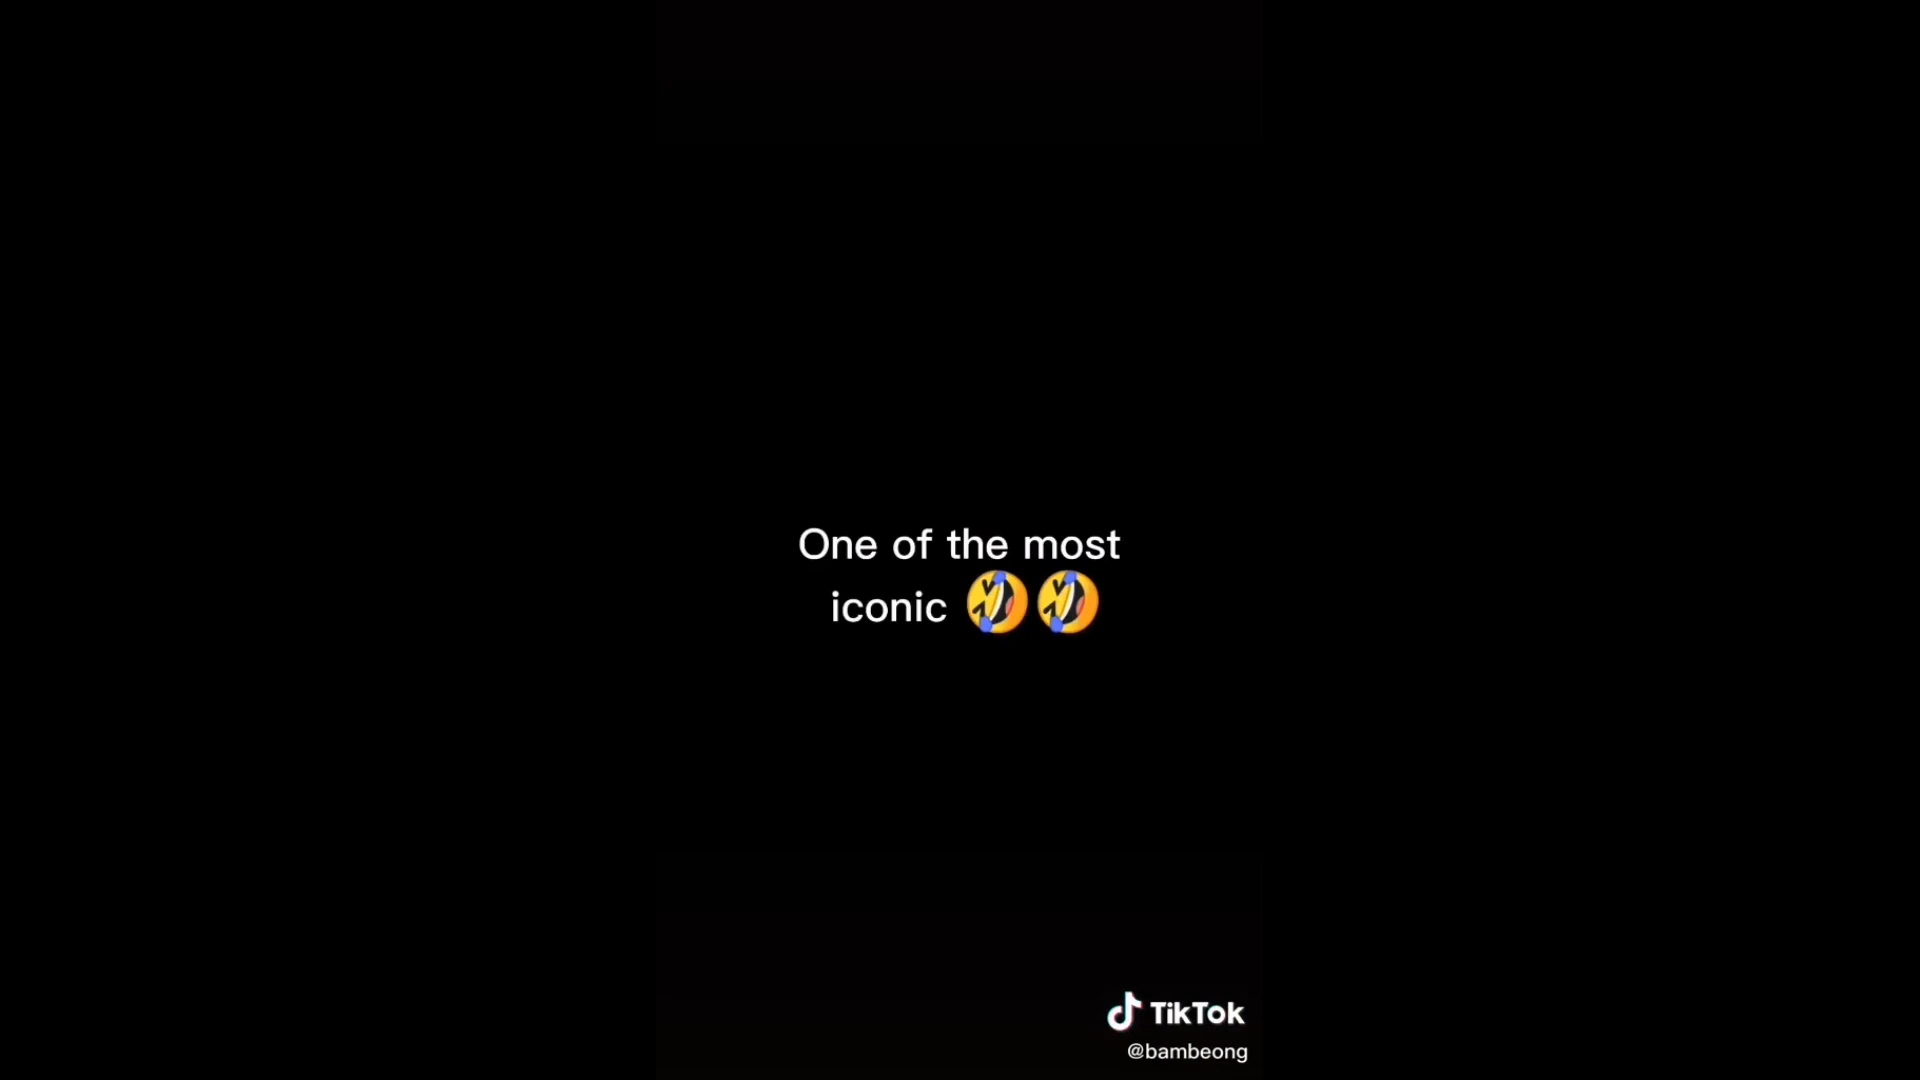 One of the most
iconic 🤣🤣
TikTok
@bambeong